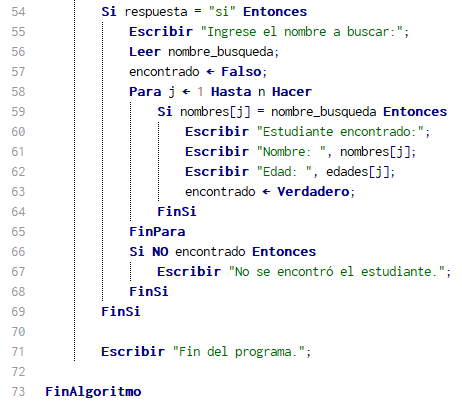 54 Si respuesta = "si" Entonces
55 Escribir "Ingrese el nombre a buscar:";
56 Leer nombre_busqueda;
57 encontrado ← Falso;
58 Para j ← 1 Hasta n Hacer
59 Si nombres[j] = nombre_busqueda Entonces
60 Escribir "Estudiante encontrado:";
61 Escribir "Nombre: ", nombres[j];
62 Escribir "Edad: ", edades[j];
63 encontrado ← Verdadero;
64 FinSi
65 FinPara
66 Si NO encontrado Entonces
67 Escribir "No se encontró el estudiante.";
68 FinSi
69 FinSi
70
71 Escribir "Fin del programa.";
72
73 FinAlgoritmo